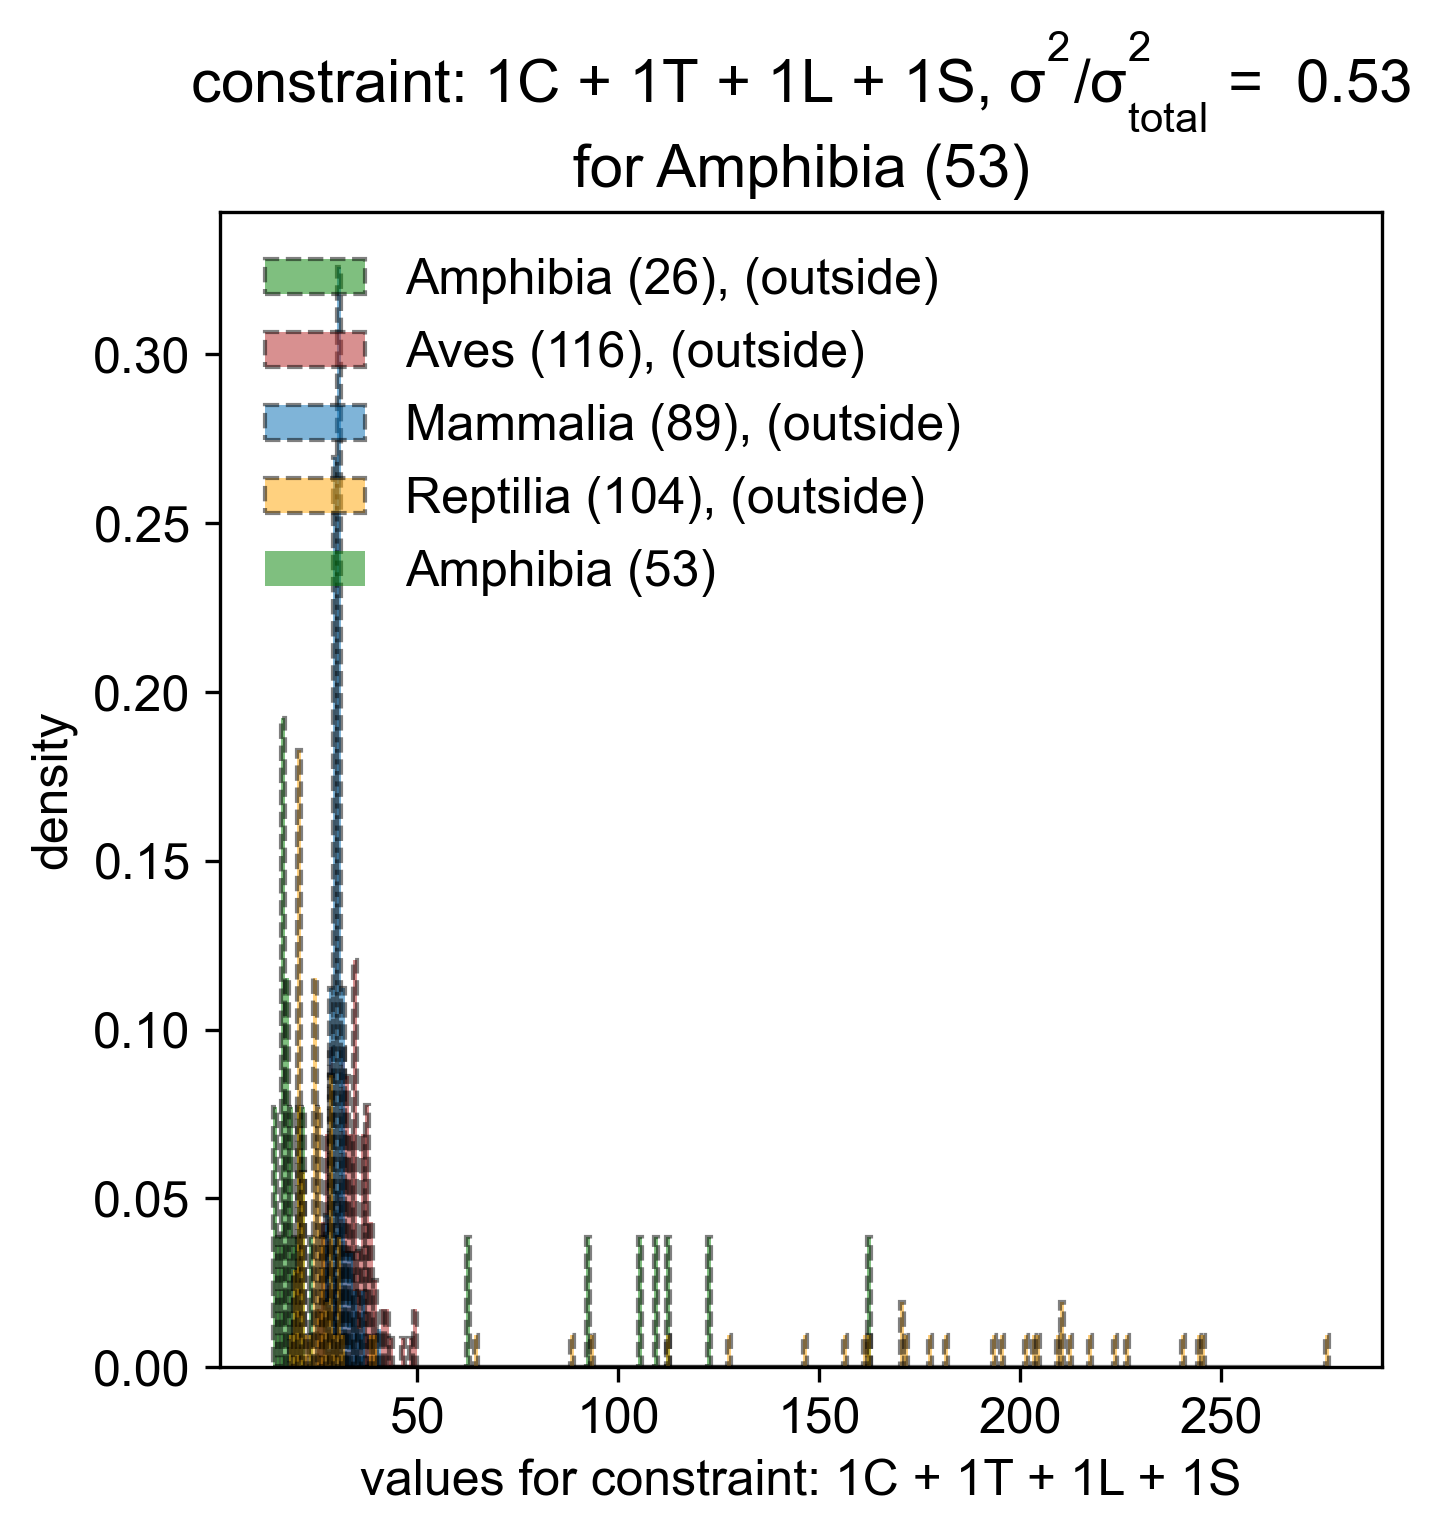 constraint: 1C + 1T + 1L + 1S, σ²/σ²total = 0.53
for Amphibia (53)
Amphibia (26), (outside)
Aves (116), (outside)
Mammalia (89), (outside)
Reptilia (104), (outside)
Amphibia (53)
density
0.30
0.25
0.20
0.15
0.10
0.05
0.00
50 100 150 200 250
values for constraint: 1C + 1T + 1L + 1S